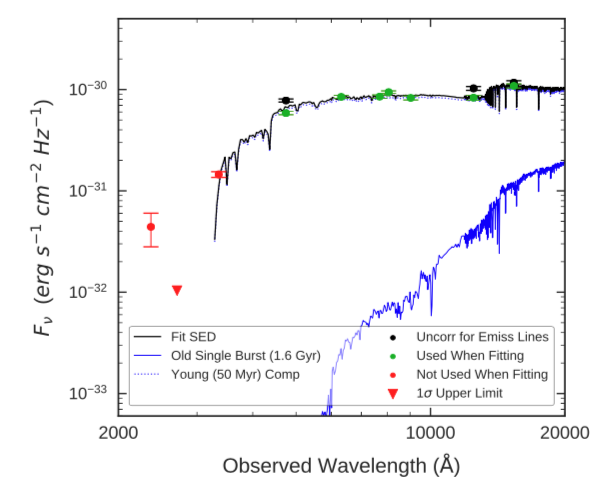 10⁻³⁰
10⁻³¹
10⁻³²
10⁻³³
Fν (erg s⁻¹ cm⁻² Hz⁻¹)
Fit SED
Old Single Burst (1.6 Gyr)
Young (50 Myr) Comp
Uncorr for Emiss Lines
Used When Fitting
Not Used When Fitting
1σ Upper Limit
2000 10000 20000
Observed Wavelength (Å)